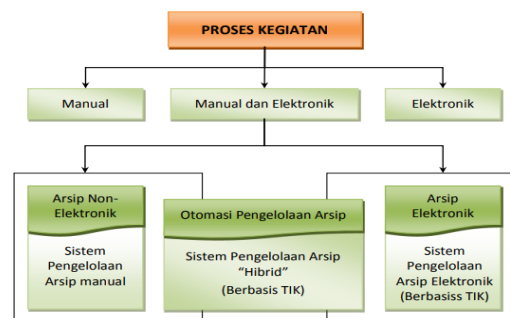 PROSES KEGIATAN
Manual
Manual dan Elektronik
Elektronik
Arsip Non-
Elektronik
Sistem
Pengelolaan
Arsip manual
Otomasi Pengelolaan Arsip
Sistem Pengelolaan Arsip
“Hibrid”
(Berbasis TIK)
Arsip
Elektronik
Sistem
Pengelolaan
Arsip Elektronik
(Berbasiss TIK)